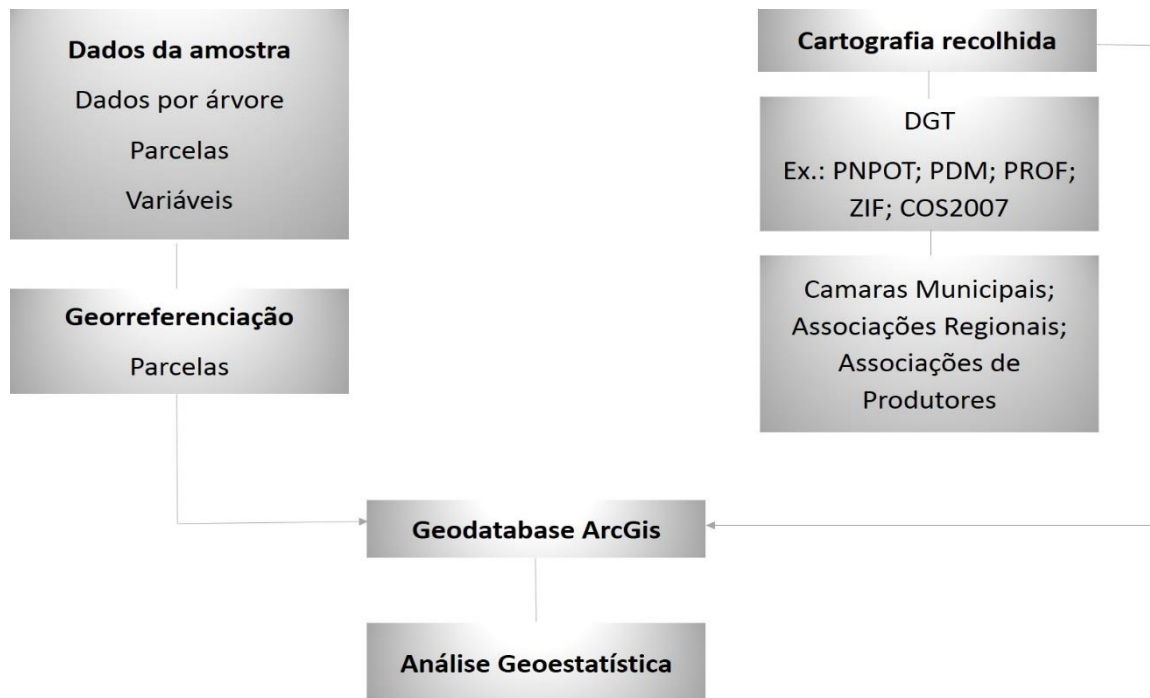 Dados da amostra
Dados por árvore
Parcelas
Variáveis
Georreferenciação
Parcelas
Cartografia recolhida
DGT
Ex.: PNPOT; PDM; PROF;
ZIF; COS2007
Camaras Municipais;
Associações Regionais;
Associações de
Produtores
Geodatabase ArcGis
Análise Geoestatística